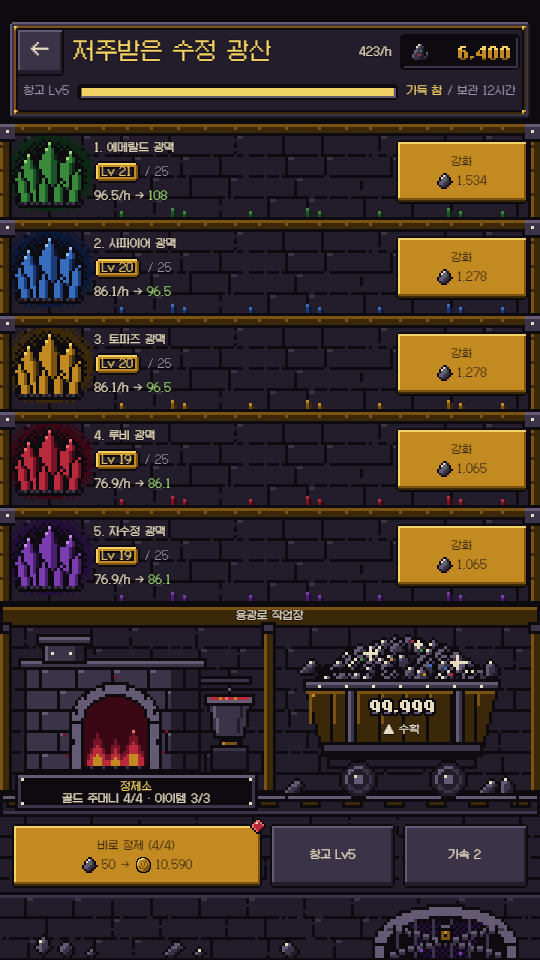 ← 저주받은 수정 광산 423/h 6,400
창고 Lv5 가득 참 / 보관 12시간
1. 에메랄드 광맥
Lv 21 / 25
96.5/h → 108
강화
1,534
2. 사파이어 광맥
Lv 20 / 25
86.1/h → 96.5
강화
1,278
3. 토파즈 광맥
Lv 20 / 25
86.1/h → 96.5
강화
1,278
4. 루비 광맥
Lv 19 / 25
76.9/h → 86.1
강화
1,065
5. 자수정 광맥
Lv 19 / 25
76.9/h → 86.1
강화
1,065
용광로 작업장
99,999
▲ 수확
정제소
골드 주머니 4/4 · 아이템 3/3
바로 정제 (4/4)
50 → 10,590
창고 Lv5
가속 2